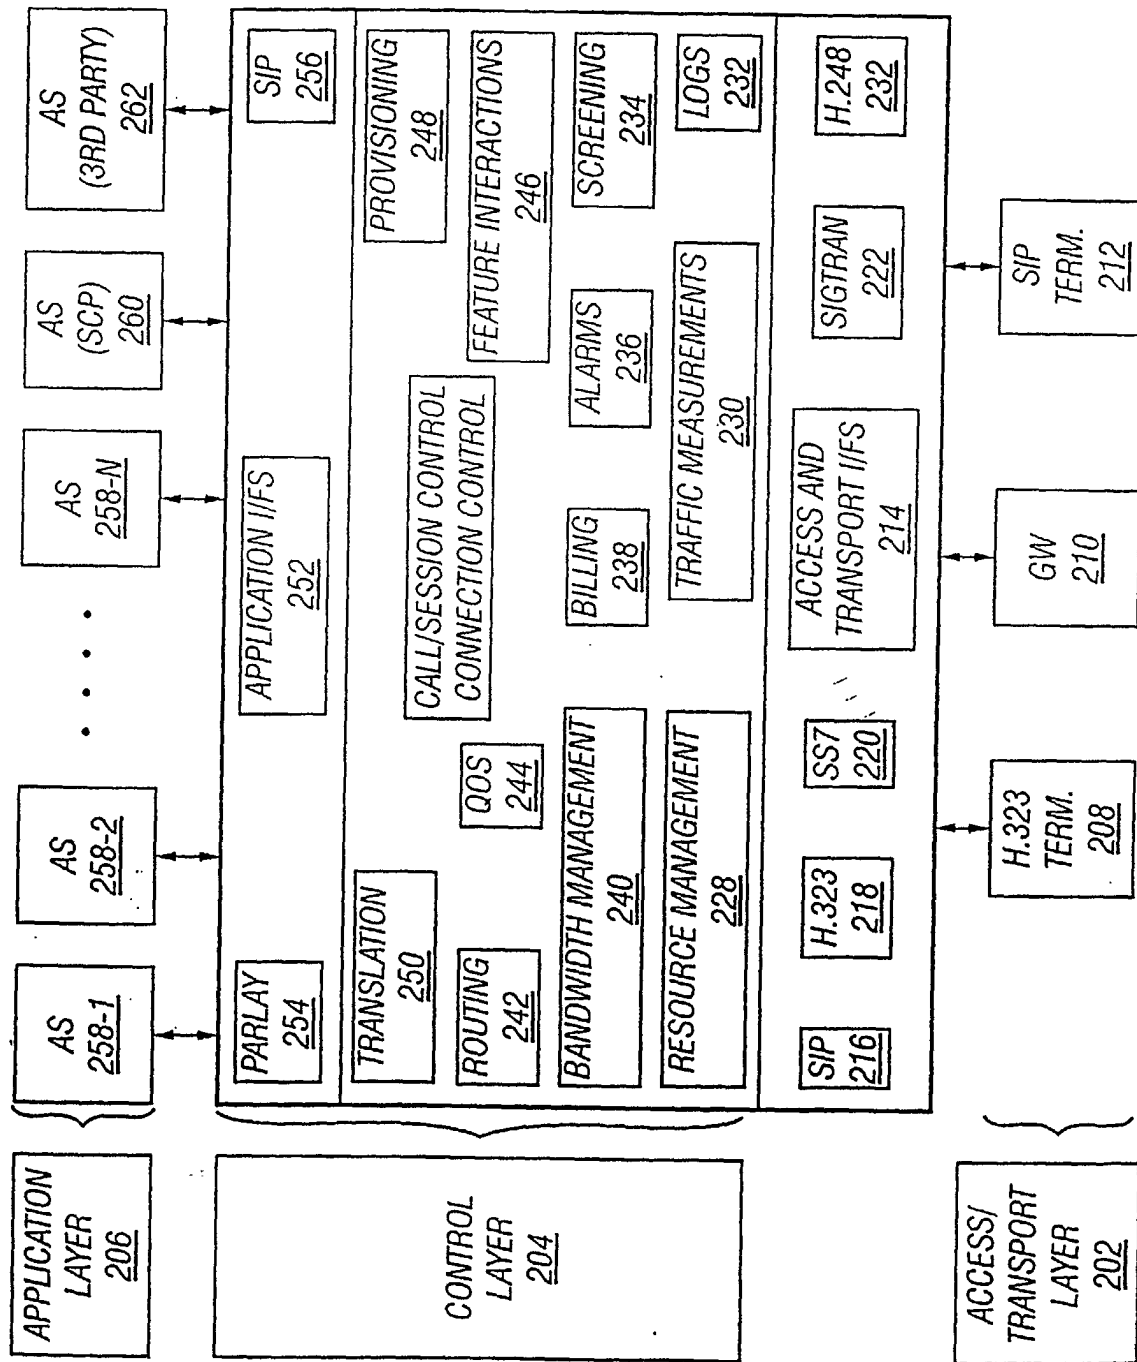 APPLICATION
LAYER
206
AS
258-1
AS
258-2
AS
258-N
AS
(SCP)
260
AS
(3RD PARTY)
262
CONTROL
LAYER
204
PARLAY
254
APPLICATION I/FS
252
SIP
256
TRANSLATION
250
CALL/SESSION CONTROL
CONNECTION CONTROL
PROVISIONING
248
ROUTING
242
QOS
244
FEATURE INTERACTIONS
246
BANDWIDTH MANAGEMENT
240
BILLING
238
ALARMS
236
SCREENING
234
RESOURCE MANAGEMENT
228
TRAFFIC MEASUREMENTS
230
LOGS
232
SIP
216
H.323
218
SS7
220
ACCESS AND
TRANSPORT I/FS
214
SIGTRAN
222
H.248
232
ACCESS/
TRANSPORT
LAYER
202
H.323
TERM.
208
GW
210
SIP
TERM.
212